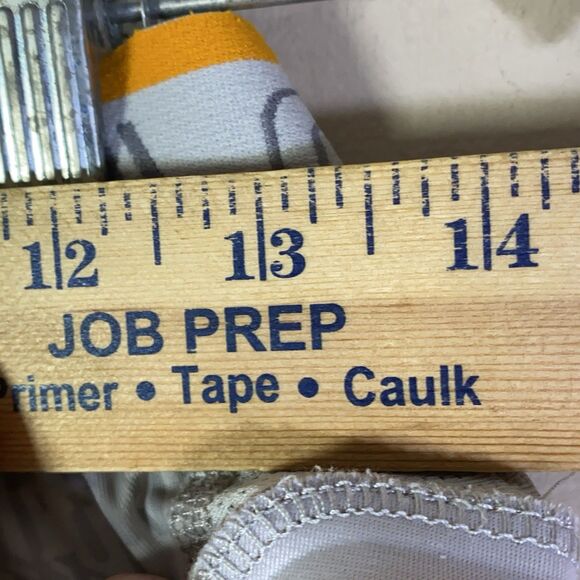 12 13 14
JOB PREP
rimer • Tape • Caulk